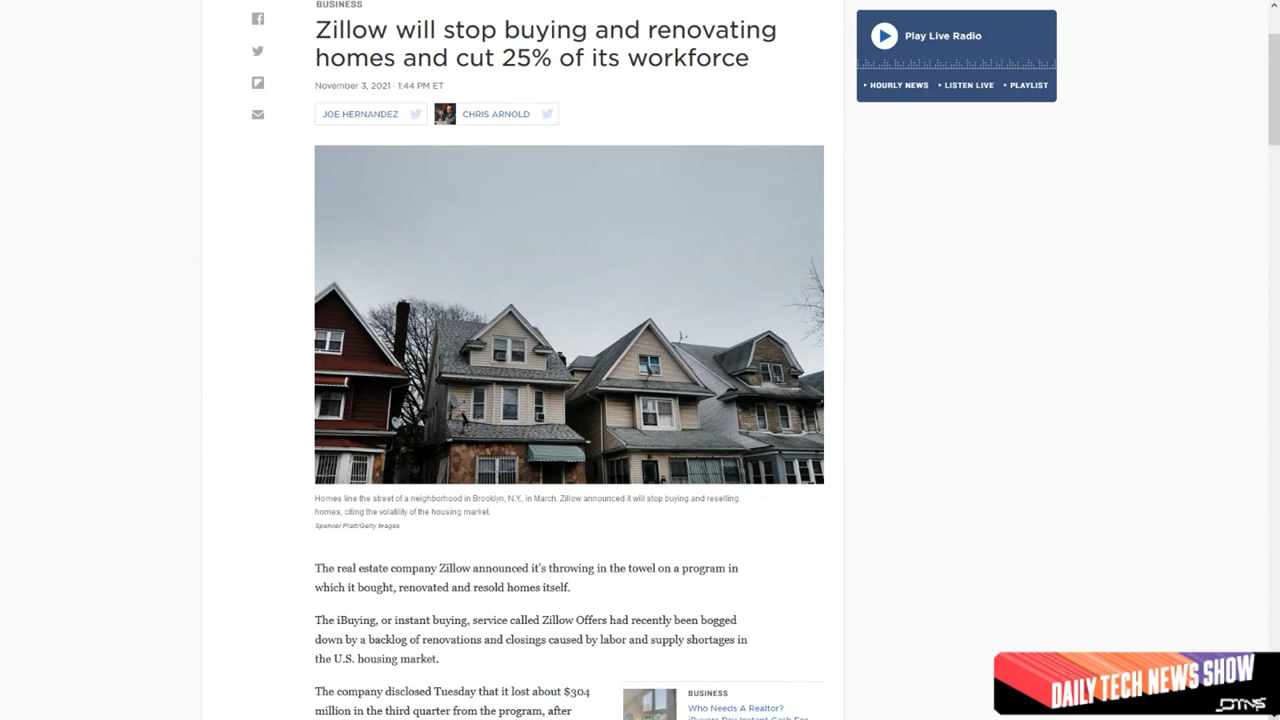 BUSINESS
Zillow will stop buying and renovating
homes and cut 25% of its workforce
November 3, 2021 · 1:44 PM ET
JOE HERNANDEZ
CHRIS ARNOLD
Homes line the street of a neighborhood in Brooklyn, N.Y., in March. Zillow announced it will stop buying and reselling
homes, citing the volatility of the housing market.
Spencer Platt/Getty Images
The real estate company Zillow announced it's throwing in the towel on a program in
which it bought, renovated and resold homes itself.
The iBuying, or instant buying, service called Zillow Offers had recently been bogged
down by a backlog of renovations and closings caused by labor and supply shortages in
the U.S. housing market.
The company disclosed Tuesday that it lost about $304
million in the third quarter from the program, after
BUSINESS
Who Needs A Realtor?
iBuyers Pay Instant Cash For
Play Live Radio
HOURLY NEWS
LISTEN LIVE
PLAYLIST
DAILY TECH NEWS SHOW
DTNS